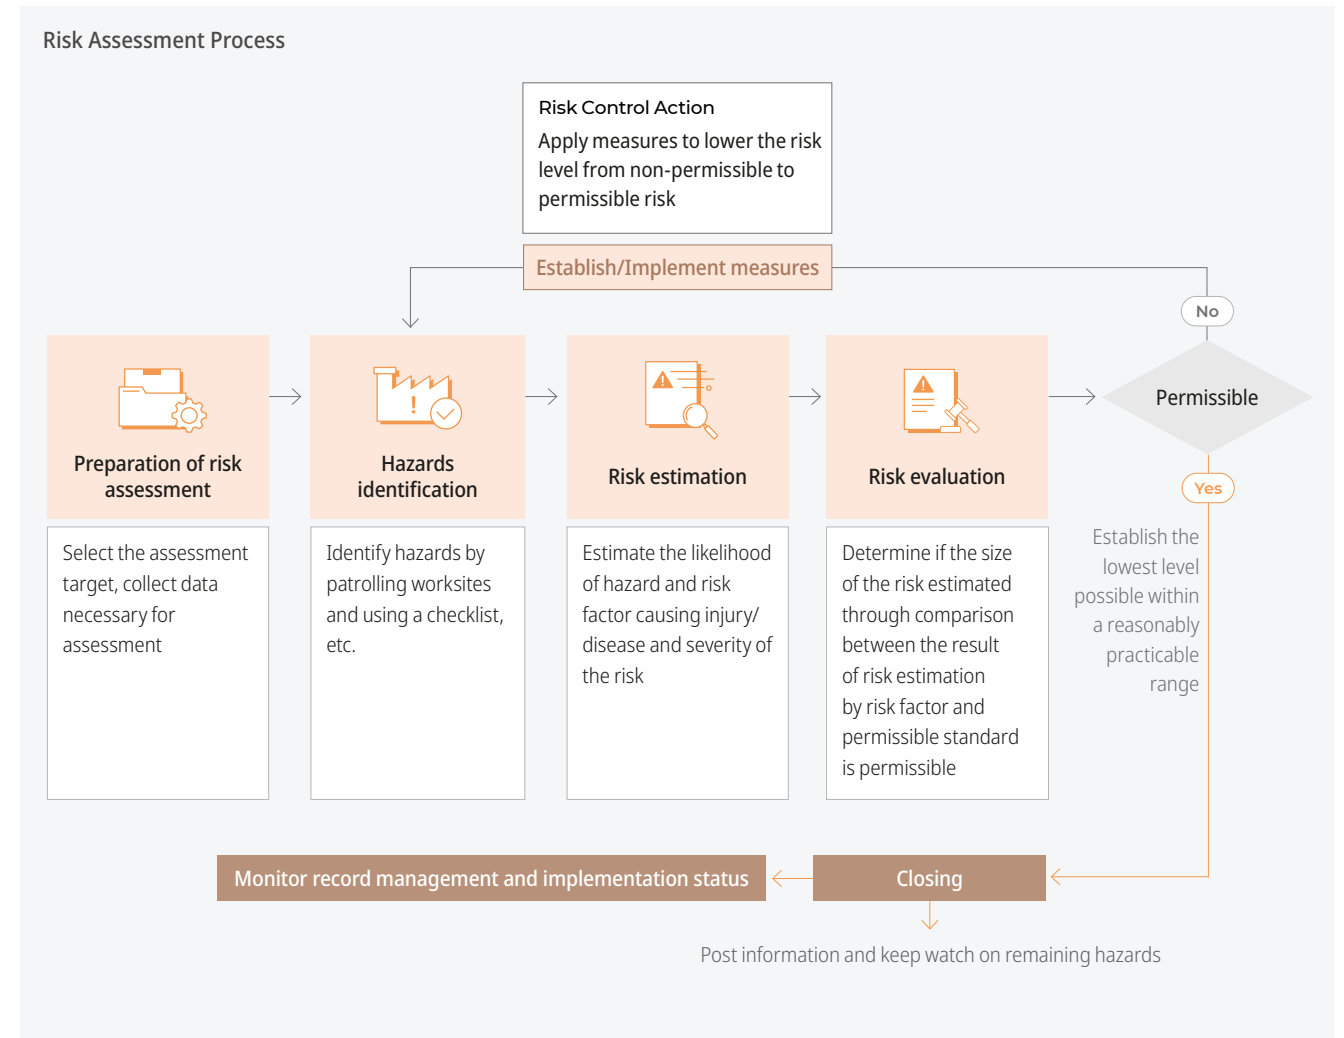 Risk Assessment Process
Risk Control Action
Apply measures to lower the risk
level from non-permissible to
permissible risk
Establish/Implement measures
No
Permissible
Yes
Preparation of risk
assessment
Hazards
identification
Risk estimation
Risk evaluation
Select the assessment
target, collect data
necessary for
assessment
Identify hazards by
patrolling worksites
and using a checklist,
etc.
Estimate the likelihood
of hazard and risk
factor causing injury/
disease and severity of
the risk
Determine if the size
of the risk estimated
through comparison
between the result
of risk estimation
by risk factor and
permissible standard
is permissible
Establish the
lowest level
possible within
a reasonably
practicable
range
Monitor record management and implementation status
Closing
Post information and keep watch on remaining hazards